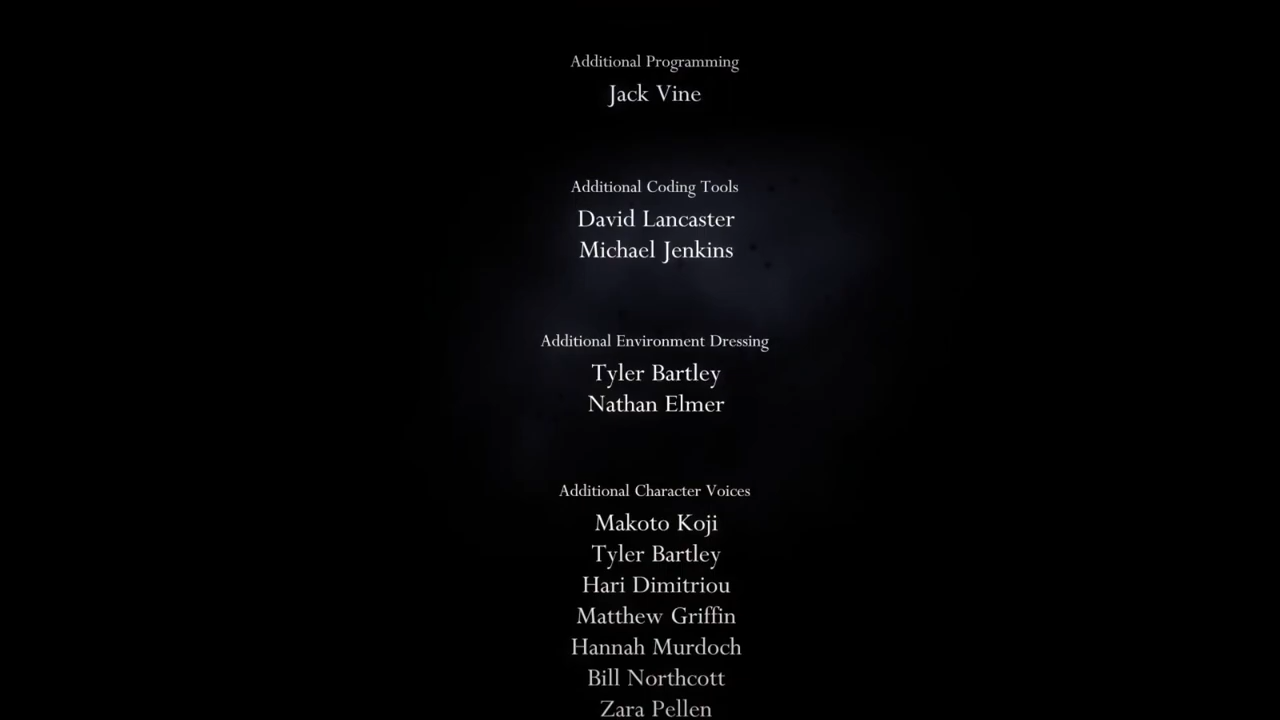 Additional Programming
Jack Vine
Additional Coding Tools
David Lancaster
Michael Jenkins
Additional Environment Dressing
Tyler Bartley
Nathan Elmer
Additional Character Voices
Makoto Koji
Tyler Bartley
Hari Dimitriou
Matthew Griffin
Hannah Murdoch
Bill Northcott
Zara Pellen